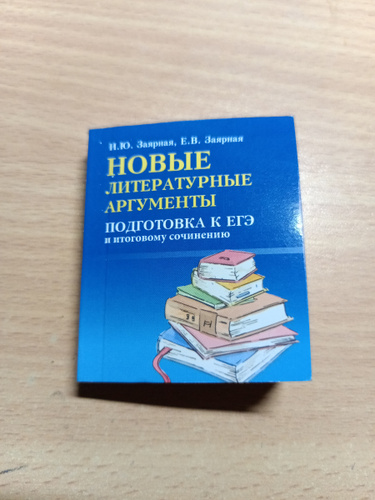 И.Ю. Заярная, Е.В. Заярная
НОВЫЕ
ЛИТЕРАТУРНЫЕ
АРГУМЕНТЫ
ПОДГОТОВКА К ЕГЭ
и итоговому сочинению